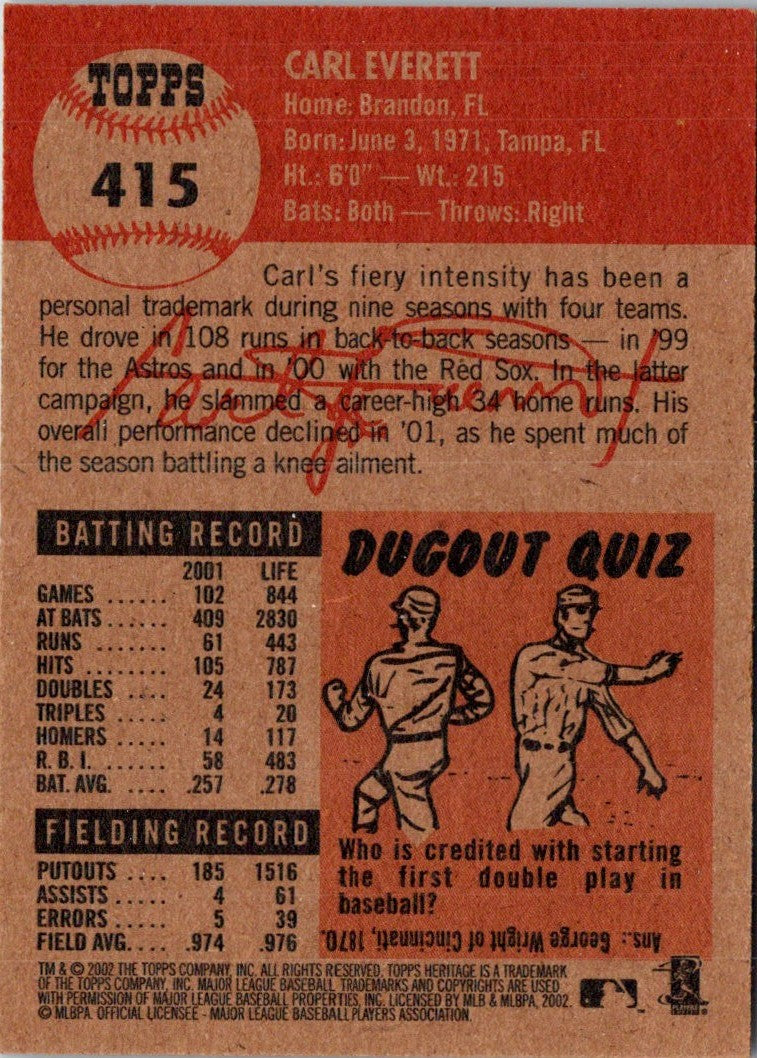 TOPPS
415
CARL EVERETT
Home: Brandon, FL
Born: June 3, 1971, Tampa, FL
Ht.: 6'0" — Wt.: 215
Bats: Both — Throws: Right
Carl's fiery intensity has been a
personal trademark during nine seasons with four teams.
He drove in 108 runs in back-to-back seasons — in '99
for the Astros and in '00 with the Red Sox. In the latter
campaign, he slammed a career-high 34 home runs. His
overall performance declined in '01, as he spent much of
the season battling a knee ailment.
BATTING RECORD
2001 LIFE
GAMES ...... 102 844
AT BATS ...... 409 2830
RUNS ...... 61 443
HITS ........ 105 787
DOUBLES .... 24 173
TRIPLES ..... 4 20
HOMERS ..... 14 117
R. B. I. ...... 58 483
BAT. AVG. .... .257 .278
FIELDING RECORD
PUTOUTS .... 185 1516
ASSISTS ..... 4 61
ERRORS ..... 5 39
FIELD AVG. ... .974 .976
DUGOUT QUIZ
Who is credited with starting
the first double play in
baseball?
Ans.: George Wright of Cincinnati, 1870.
TM & © 2002 THE TOPPS COMPANY, INC. ALL RIGHTS RESERVED. TOPPS HERITAGE IS A TRADEMARK
OF THE TOPPS COMPANY, INC. MAJOR LEAGUE BASEBALL TRADEMARKS AND COPYRIGHTS ARE USED
WITH PERMISSION OF MAJOR LEAGUE BASEBALL PROPERTIES, INC. LICENSED BY MLB & MLBPA, 2002.
© MLBPA. OFFICIAL LICENSEE - MAJOR LEAGUE BASEBALL PLAYERS ASSOCIATION.